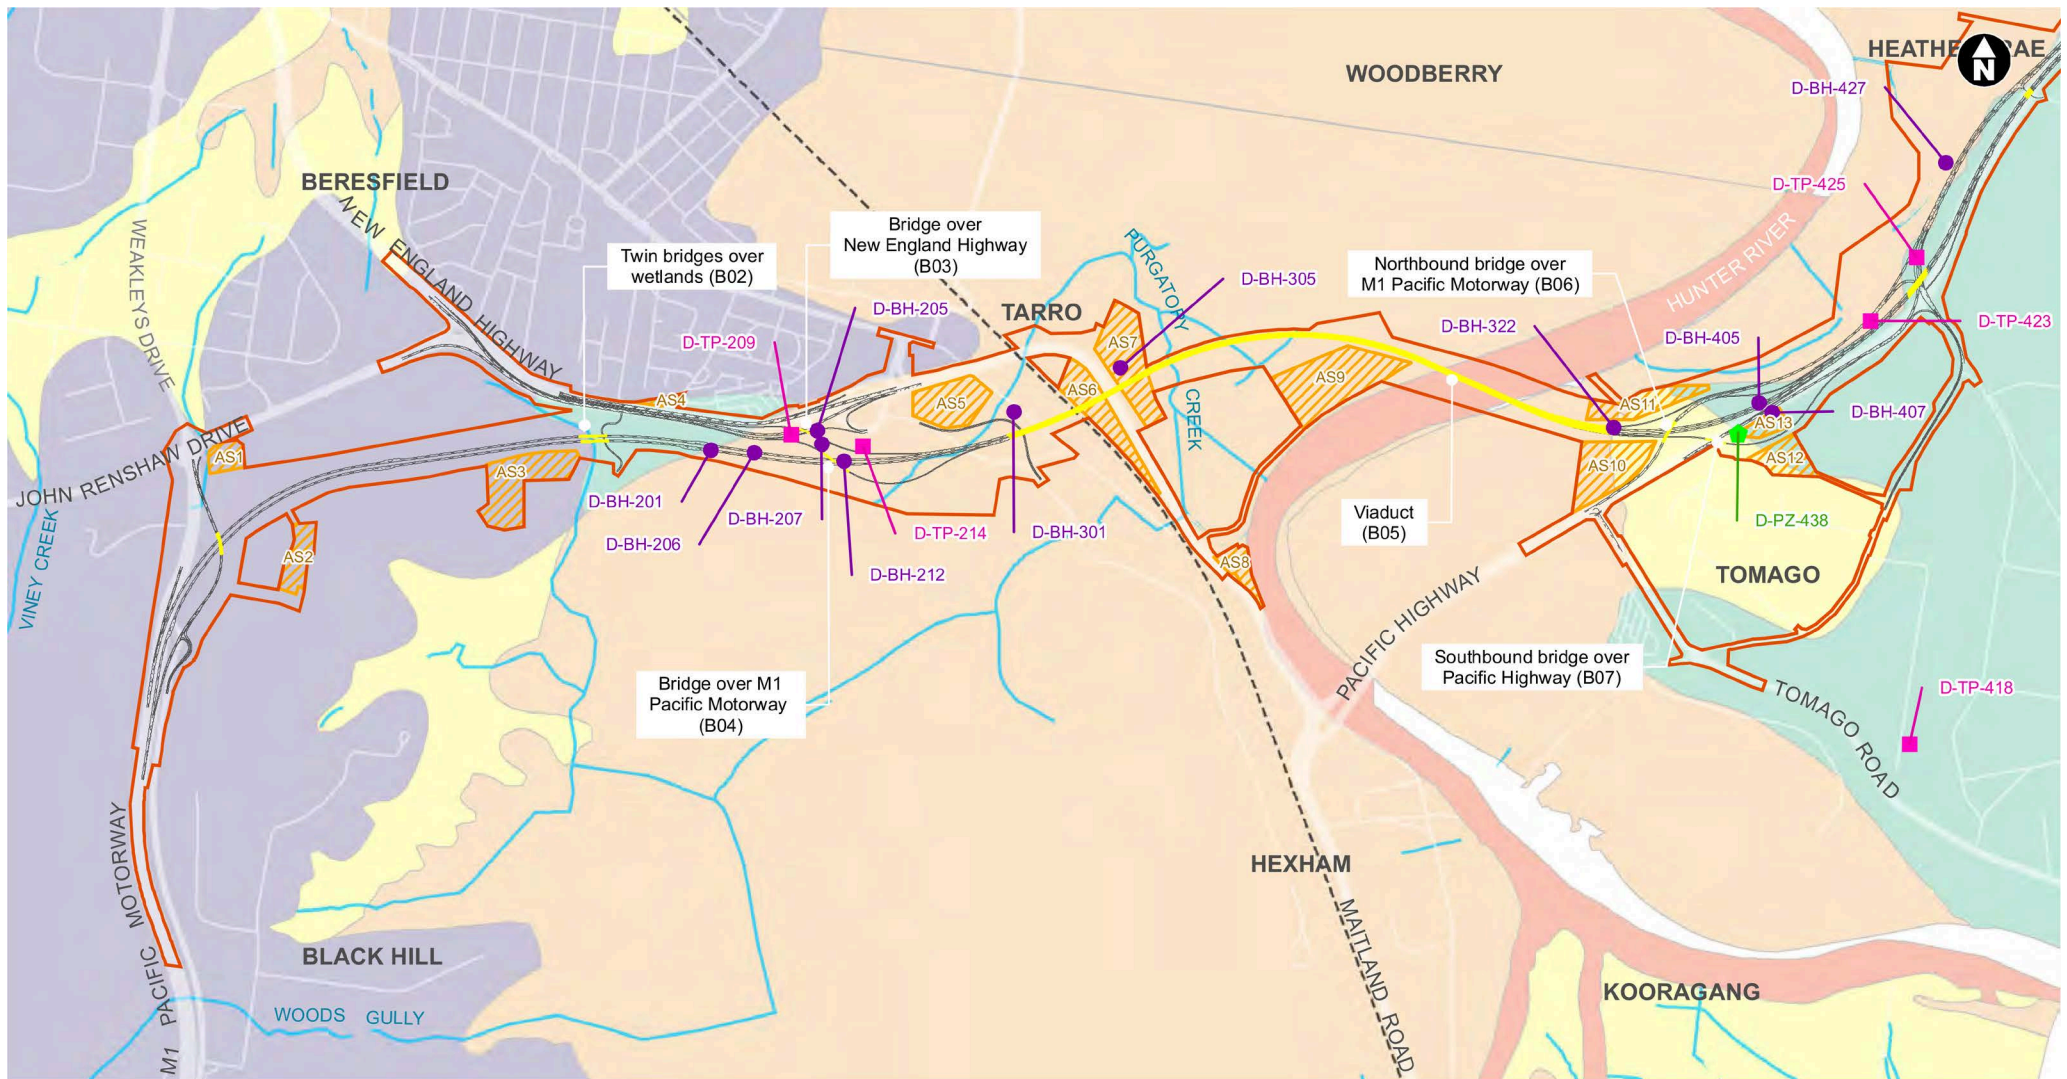 HEATHE RAE
N
WOODBERRY
D-BH-427
D-TP-425
BERESFIELD
NEW ENGLAND HIGHWAY
WEAKLEYS DRIVE
Bridge over
New England Highway
(B03)
Twin bridges over
wetlands (B02)
PURGATORY
CREEK
HUNTER RIVER
Northbound bridge over
M1 Pacific Motorway (B06)
D-BH-305
D-BH-205
TARRO
D-BH-322
D-BH-405
D-TP-423
D-TP-209
AS7
AS6
AS9
AS4
AS5
AS11
D-BH-407
AS13
AS1
AS3
AS10
AS12
JOHN RENSHAW DRIVE
D-BH-201
D-BH-207
D-BH-206
D-TP-214
D-BH-301
D-BH-212
Viaduct
(B05)
D-PZ-438
VINEY CREEK
AS2
AS8
TOMAGO
PACIFIC HIGHWAY
Southbound bridge over
Pacific Highway (B07)
Bridge over M1
Pacific Motorway
(B04)
D-TP-418
TOMAGO ROAD
M1 PACIFIC MOTORWAY
HEXHAM
MAITLAND ROAD
BLACK HILL
KOORAGANG
WOODS GULLY